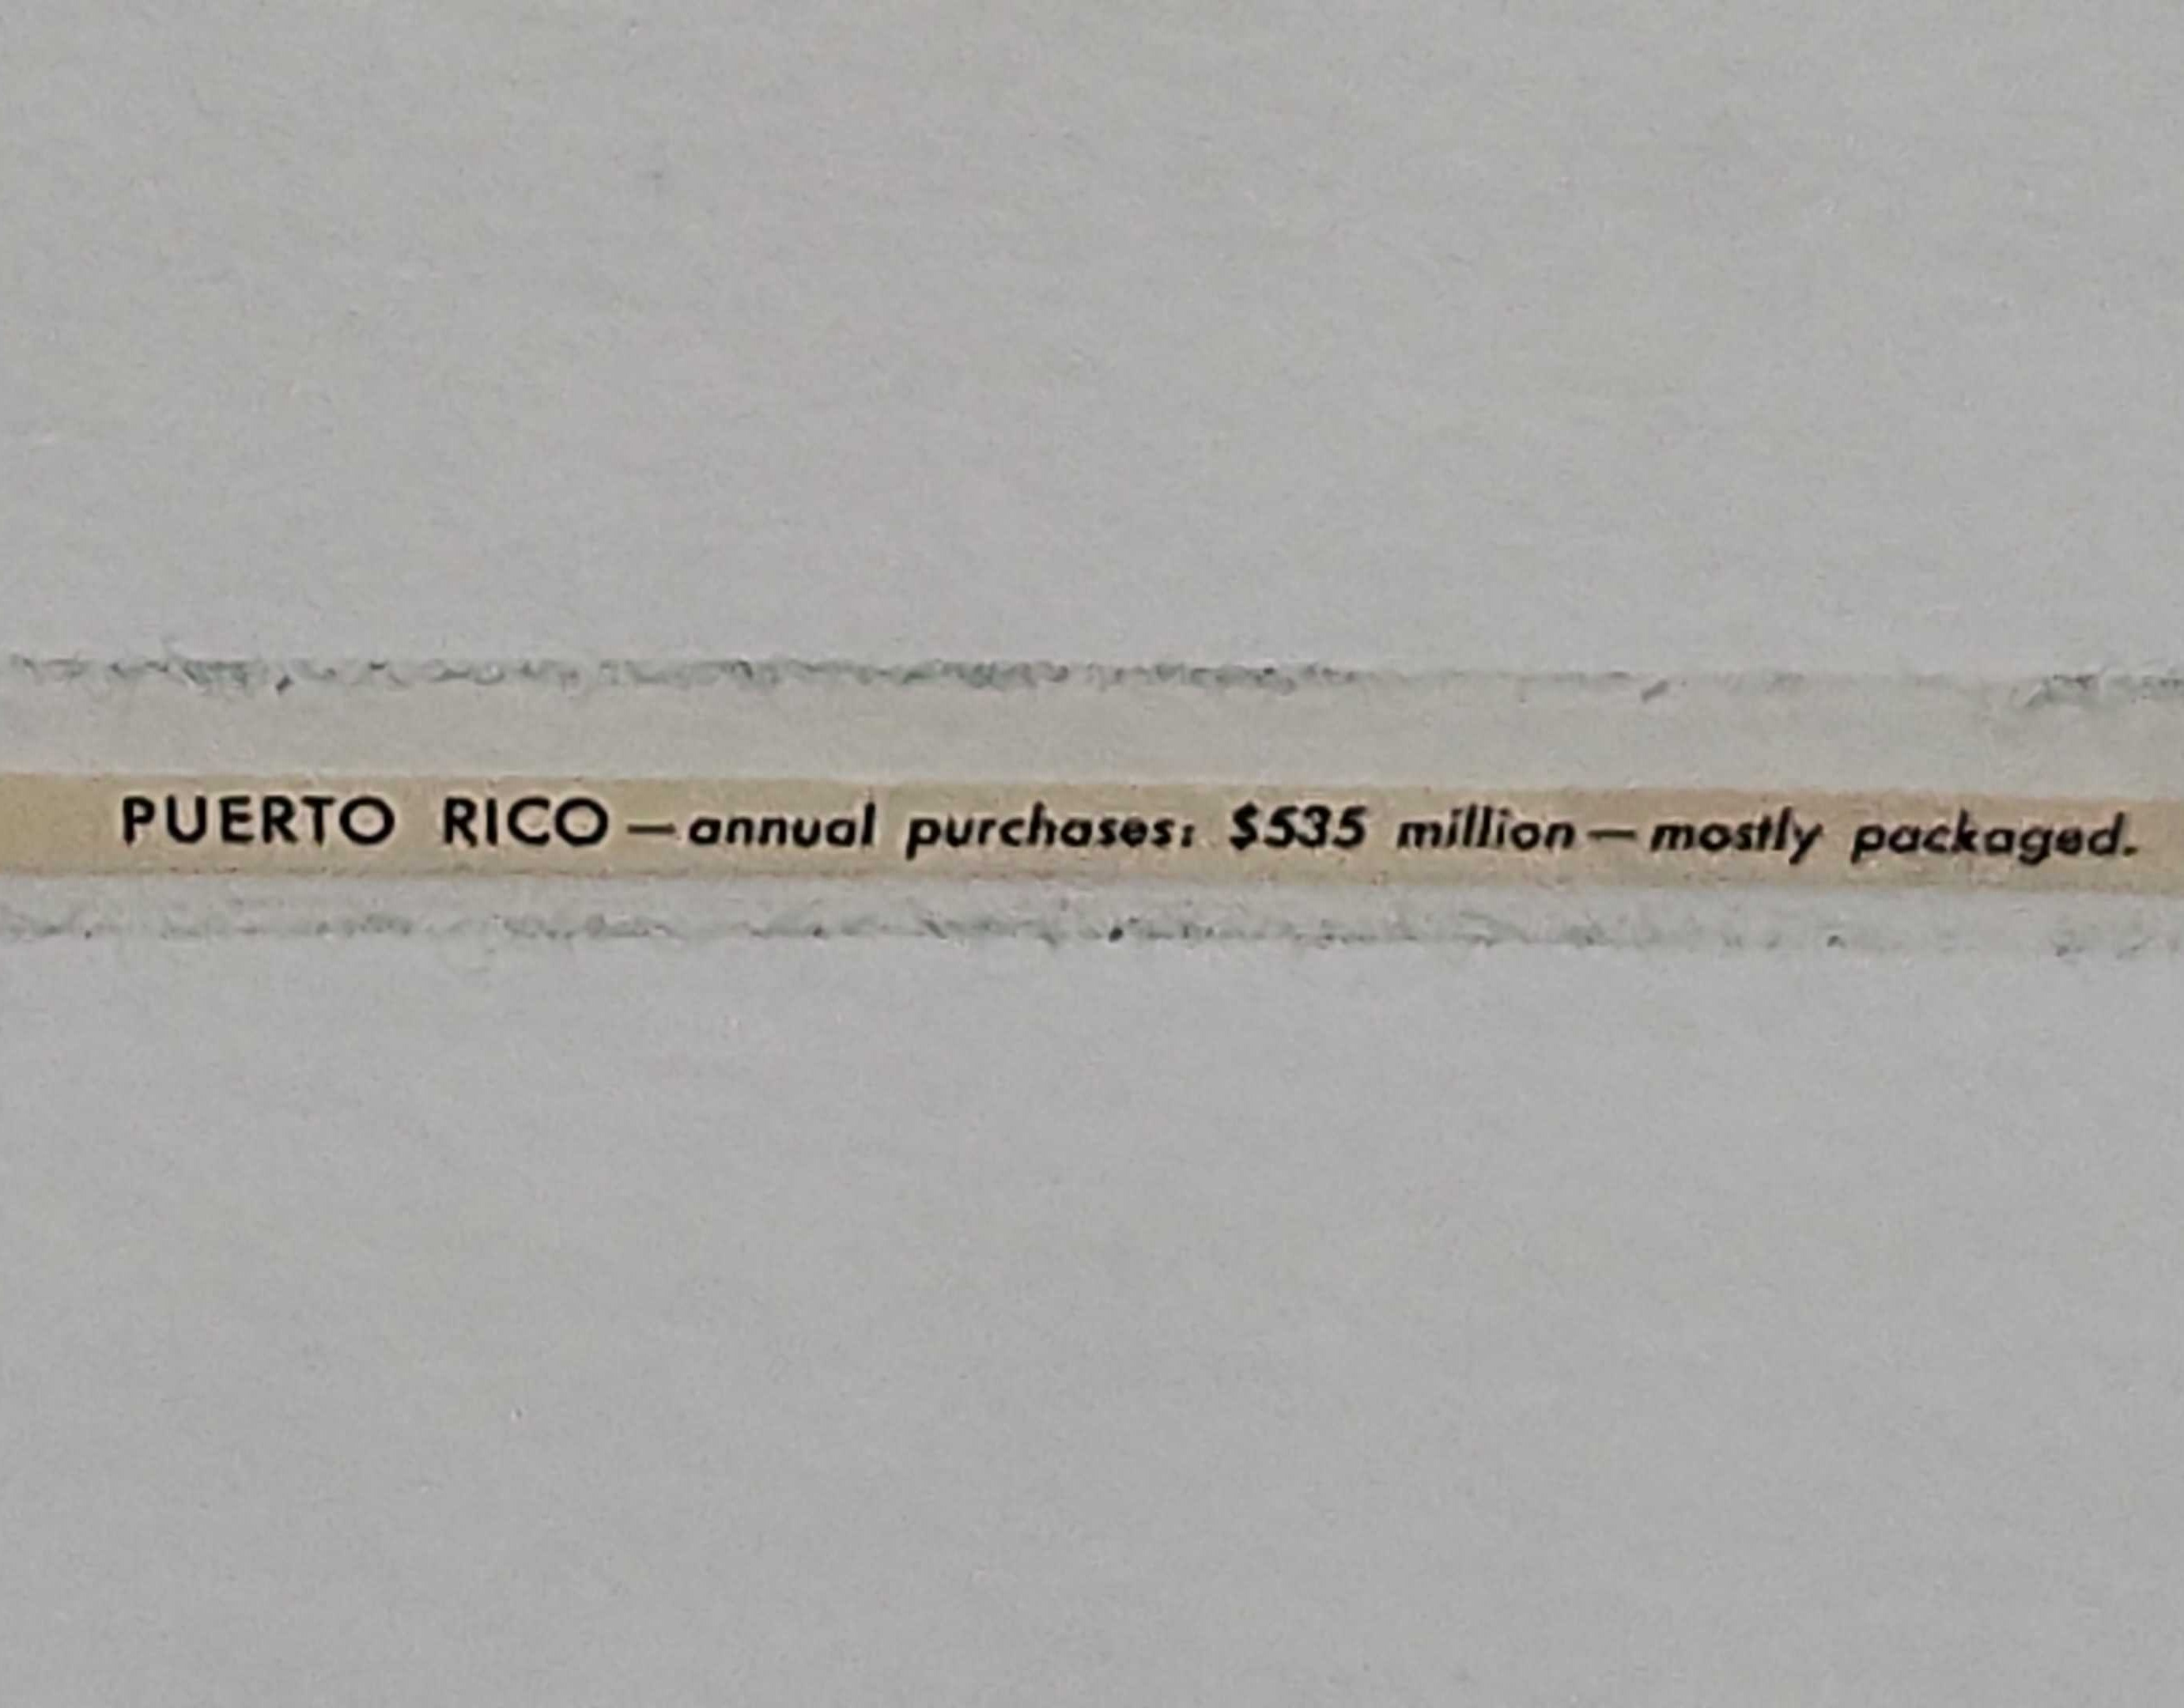 PUERTO RICO—annual purchases: $535 million—mostly packaged.